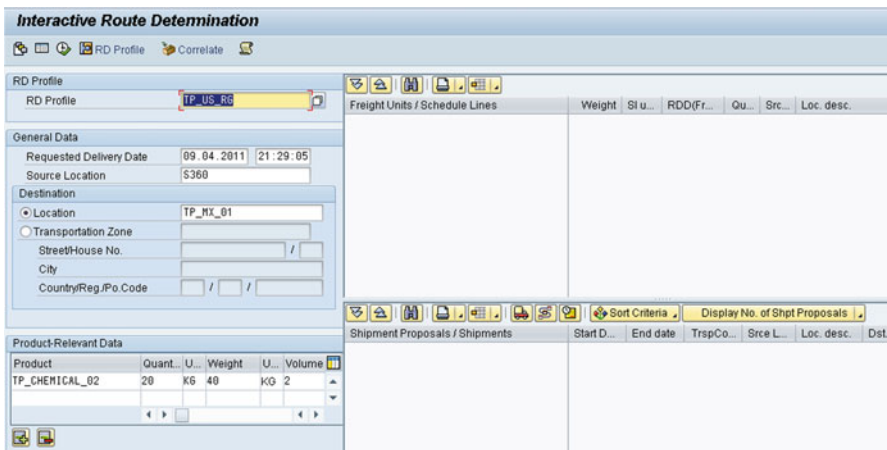 Interactive Route Determination
RD Profile Correlate
RD Profile
RD Profile TP_US_RG
General Data
Requested Delivery Date 09.04.2011 21:29:05
Source Location S360
Destination
Location TP_MX_01
Transportation Zone
Street/House No. /
City
Country/Reg./Po.Code / /
Product-Relevant Data
Product Quant... U... Weight U... Volume
TP_CHEMICAL_02 20 KG 40 KG 2
Freight Units / Schedule Lines Weight Sl u... RDD(Fr... Qu... Src... Loc. desc.
Sort Criteria Display No. of Shpt Proposals
Shipment Proposals / Shipments Start D... End date TrspCo... Srce L... Loc. desc. Dst.